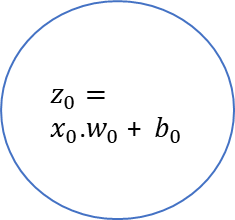 z₀ =
x₀.w₀ + b₀